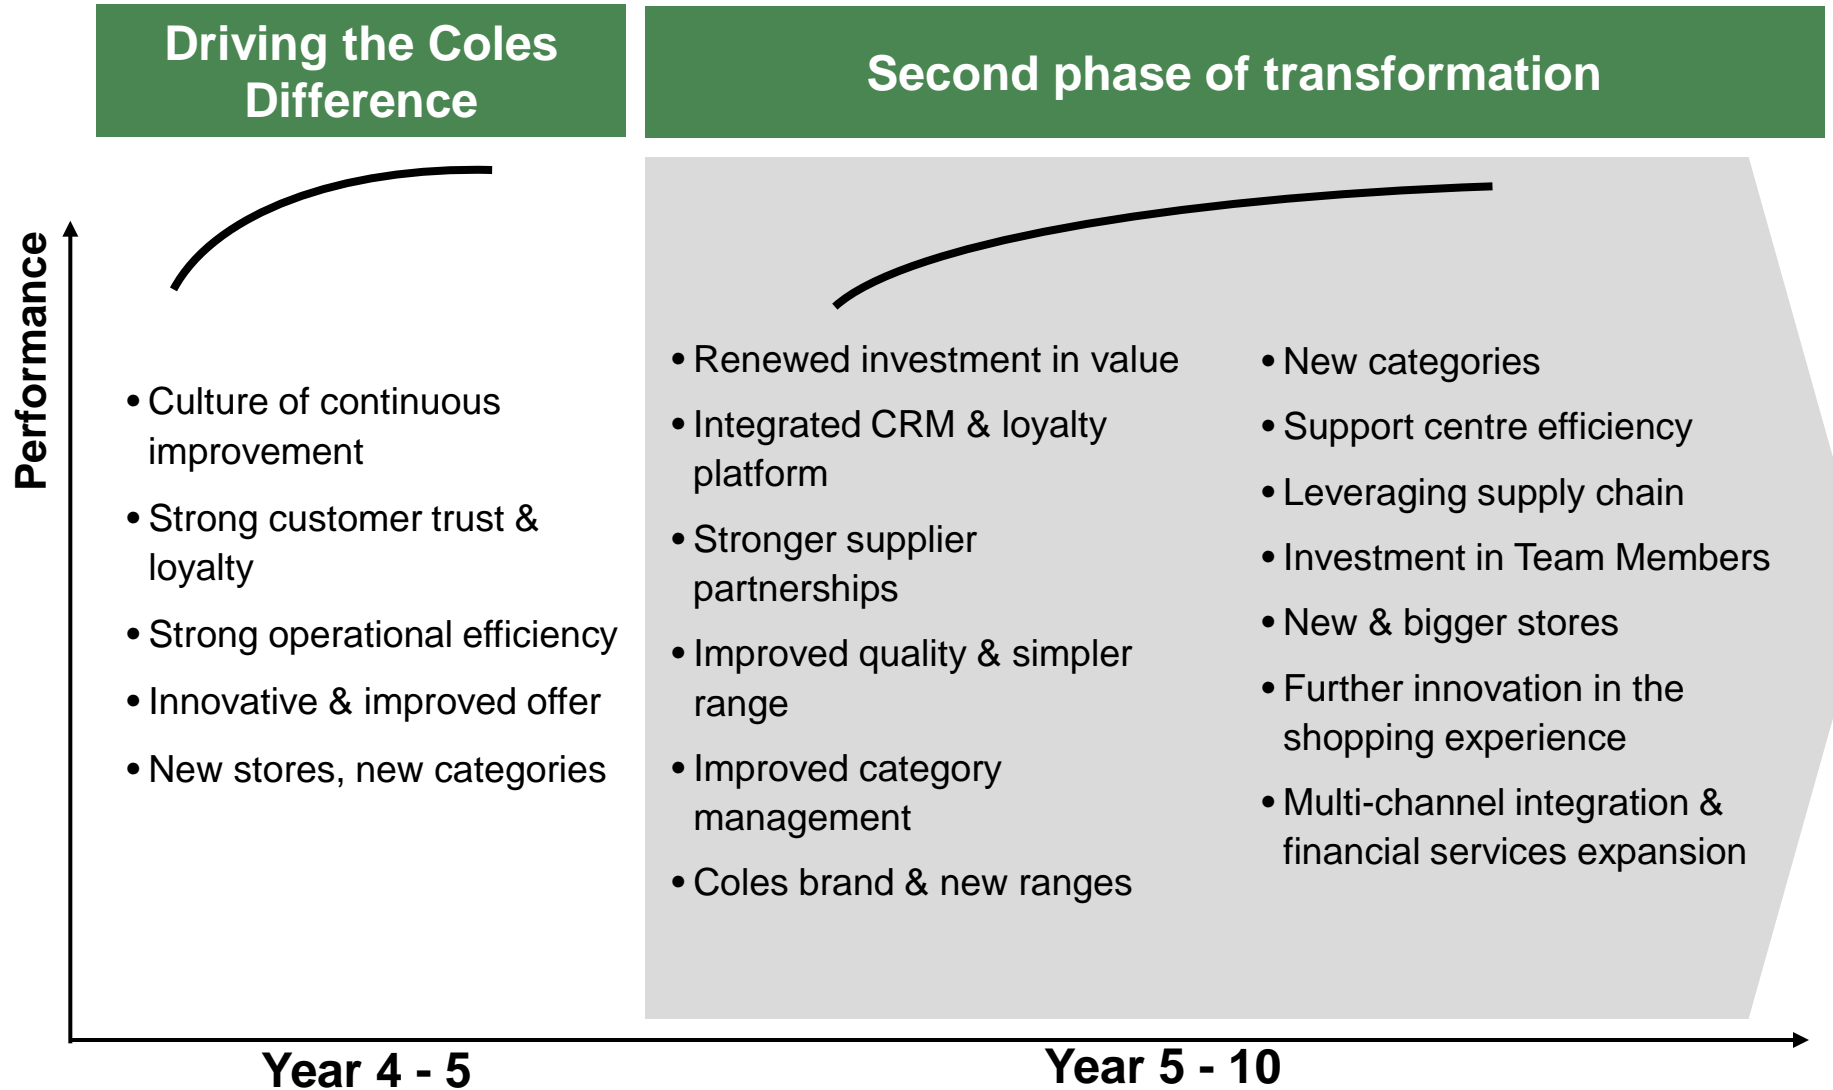 Driving the Coles
Difference
Second phase of transformation
Performance
• Culture of continuous
improvement
• Strong customer trust &
loyalty
• Strong operational efficiency
• Innovative & improved offer
• New stores, new categories
• Renewed investment in value
• Integrated CRM & loyalty
platform
• Stronger supplier
partnerships
• Improved quality & simpler
range
• Improved category
management
• Coles brand & new ranges
• New categories
• Support centre efficiency
• Leveraging supply chain
• Investment in Team Members
• New & bigger stores
• Further innovation in the
shopping experience
• Multi-channel integration &
financial services expansion
Year 4 - 5
Year 5 - 10